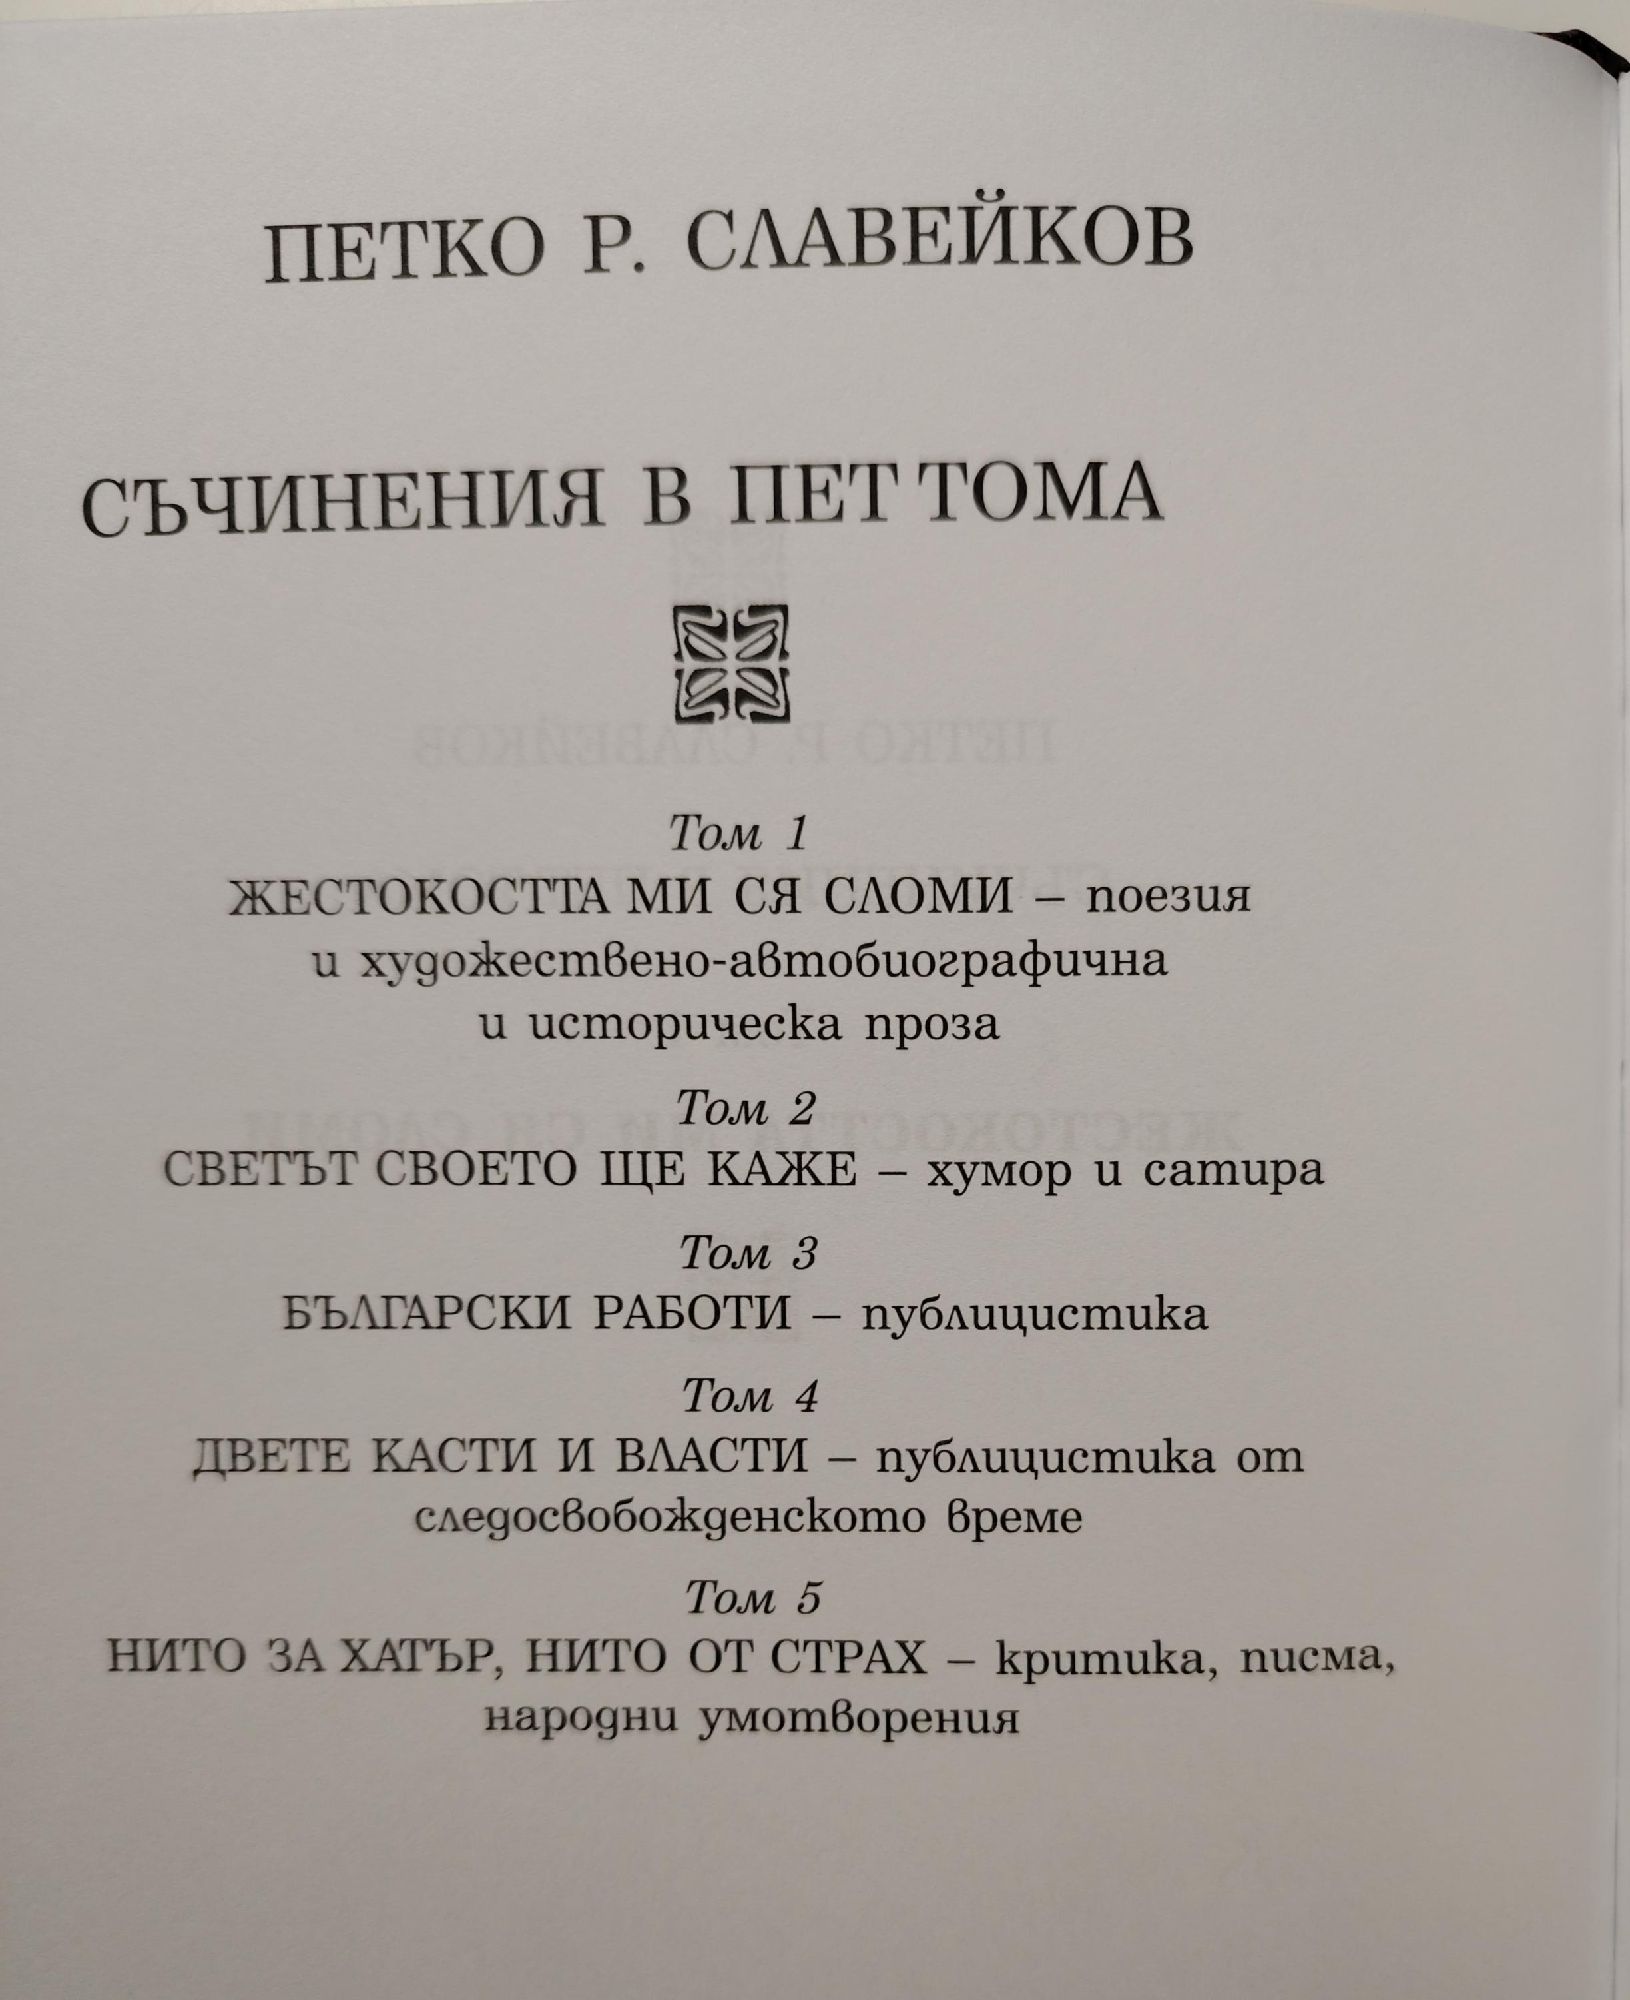 ПЕТКО Р. СЛАВЕЙКОВ
СЪЧИНЕНИЯ В ПЕТ ТОМА
Том 1
ЖЕСТОКОСТТА МИ СЯ СЛОМИ – поезия
и художествено-автобиографична
и историческа проза
Том 2
СВЕТЪТ СВОЕТО ЩЕ КАЖЕ – хумор и сатира
Том 3
БЪЛГАРСКИ РАБОТИ – публицистика
Том 4
ДВЕТЕ КАСТИ И ВЛАСТИ – публицистика от
следосвобожденското време
Том 5
НИТО ЗА ХАТЪР, НИТО ОТ СТРАХ – критика, писма,
народни умотворения